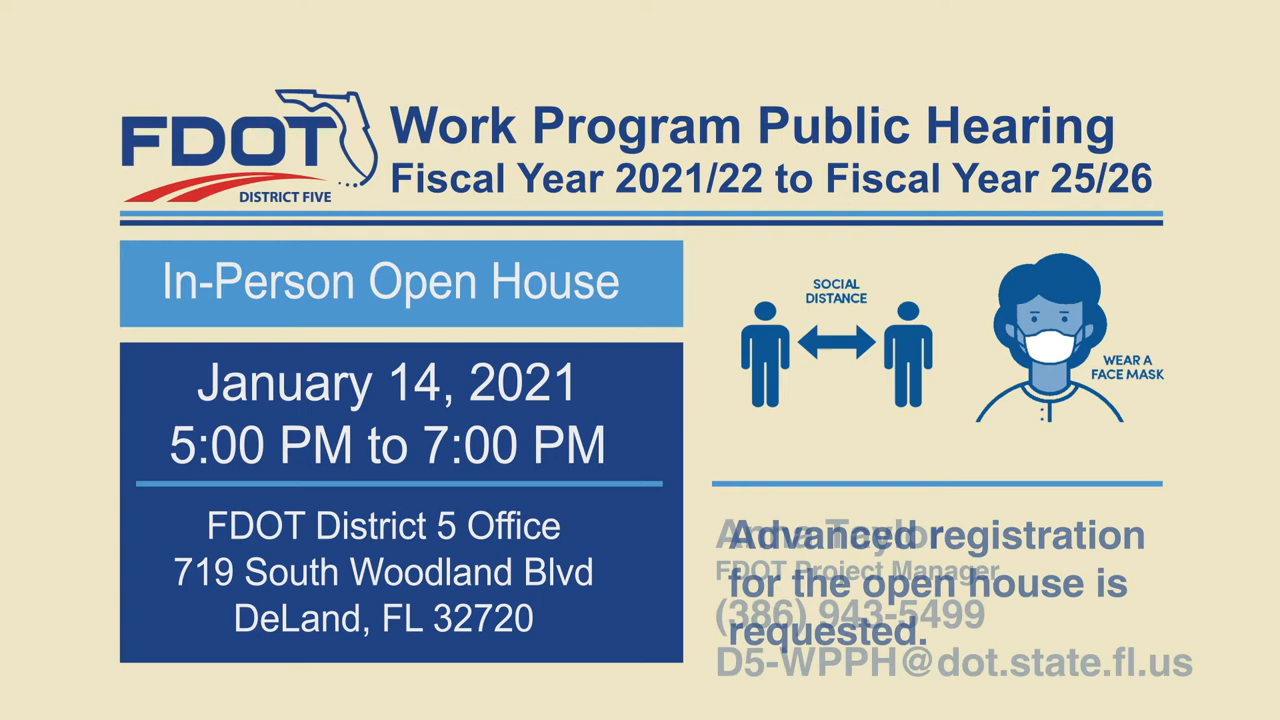 FDOT
DISTRICT FIVE
Work Program Public Hearing
Fiscal Year 2021/22 to Fiscal Year 25/26
In-Person Open House
January 14, 2021
5:00 PM to 7:00 PM
FDOT District 5 Office
719 South Woodland Blvd
DeLand, FL 32720
SOCIAL
DISTANCE
WEAR A
FACE MASK
Advanced registration
for the open house is
requested.
FDOT Project Manager
(386) 943-5499
D5-WPPH@dot.state.fl.us